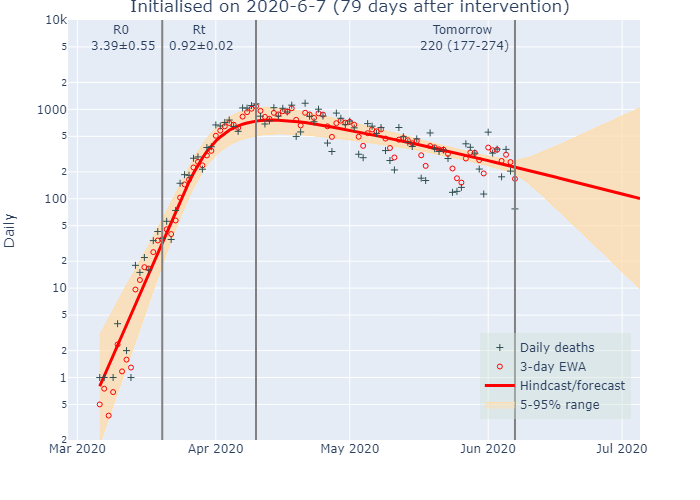 Initialised on 2020-6-7 (79 days after intervention)
R0
3.39±0.55
Rt
0.92±0.02
Tomorrow
220 (177-274)
10k
5
2
1000
5
2
100
5
2
10
5
2
1
5
2
Daily
Daily deaths
3-day EWA
Hindcast/forecast
5-95% range
Mar 2020
Apr 2020
May 2020
Jun 2020
Jul 2020